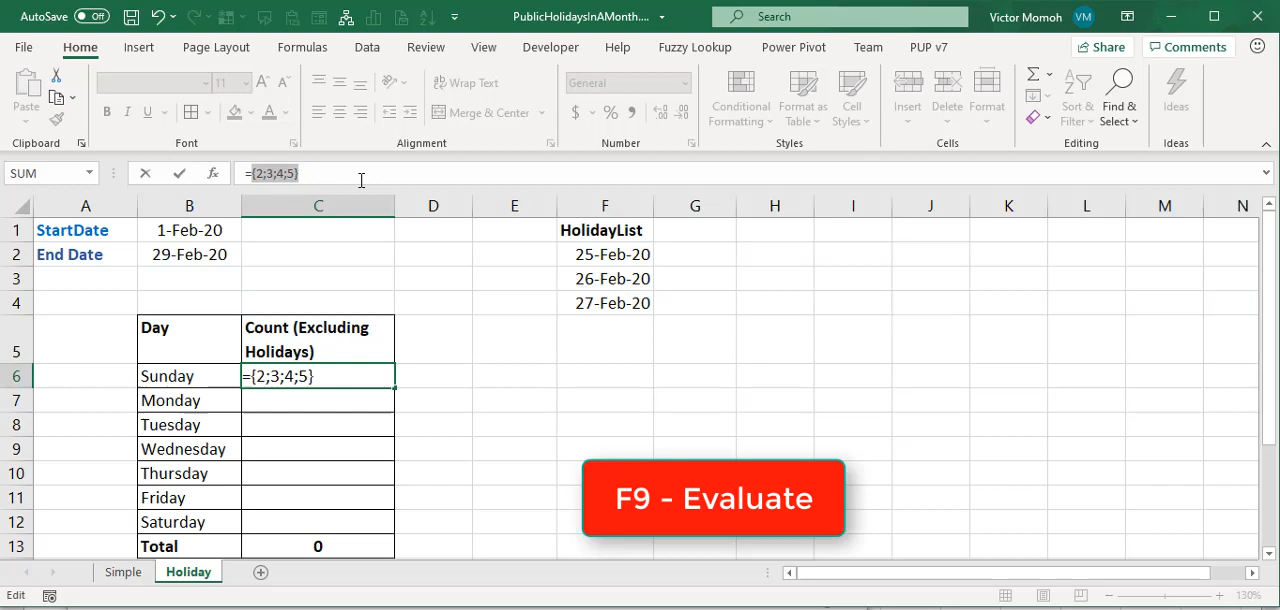 AutoSave Off PublicHolidaysInAMonth.... Search Victor Momoh VM
File Home Insert Page Layout Formulas Data Review View Developer Help Fuzzy Lookup Power Pivot Team PUP v7 Share Comments
Paste 11 A A Wrap Text General Conditional Formatting Format as Table Cell Styles Insert Delete Format Sort & Filter Find & Select Ideas
B I U A Merge & Center $ % 9
Clipboard Font Alignment Number Styles Cells Editing Ideas
SUM fx ={2;3;4;5}
A B C D E F G H I J K L M N
1 StartDate 1-Feb-20 HolidayList
2 End Date 29-Feb-20 25-Feb-20
3 26-Feb-20
4 27-Feb-20
5 Day Count (Excluding Holidays)
6 Sunday ={2;3;4;5}
7 Monday
8 Tuesday
9 Wednesday
10 Thursday
11 Friday
12 Saturday
13 Total 0
F9 - Evaluate
Simple Holiday
Edit 130%